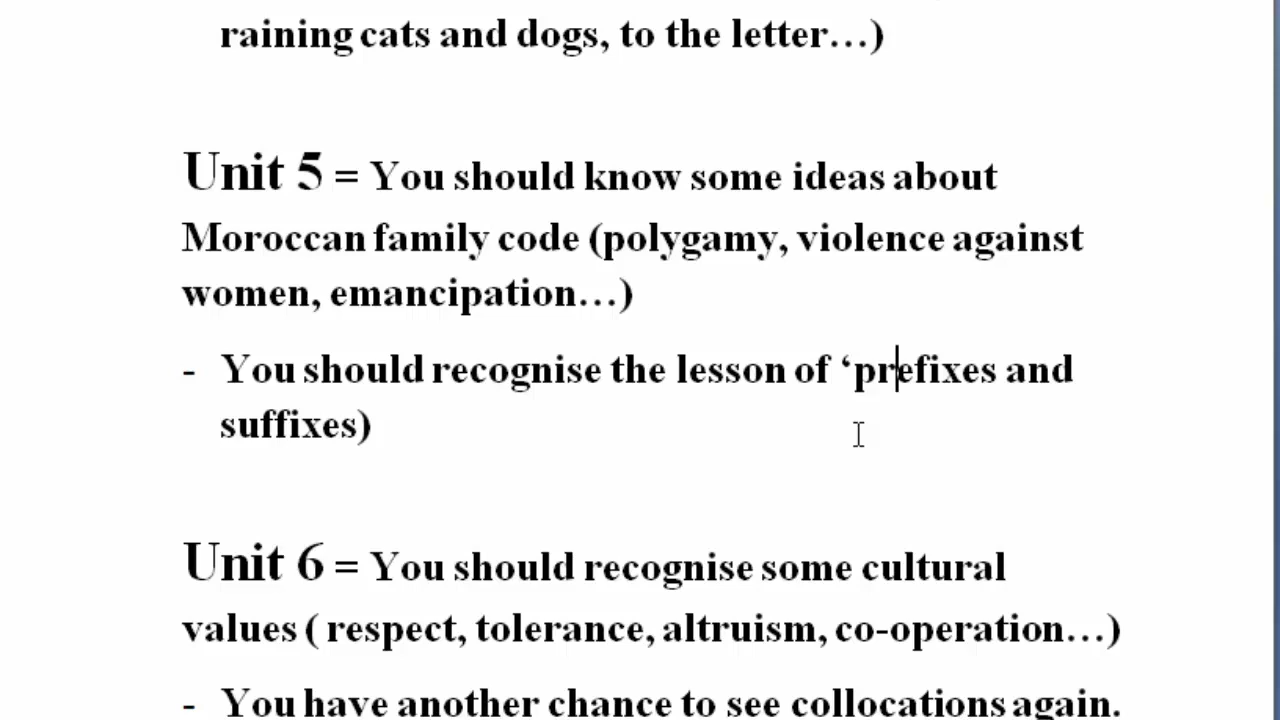 raining cats and dogs, to the letter…)
Unit 5 = You should know some ideas about
Moroccan family code (polygamy, violence against
women, emancipation…)
- You should recognise the lesson of ‘prefixes and
suffixes)
Unit 6 = You should recognise some cultural
values ( respect, tolerance, altruism, co-operation…)
- You have another chance to see collocations again.